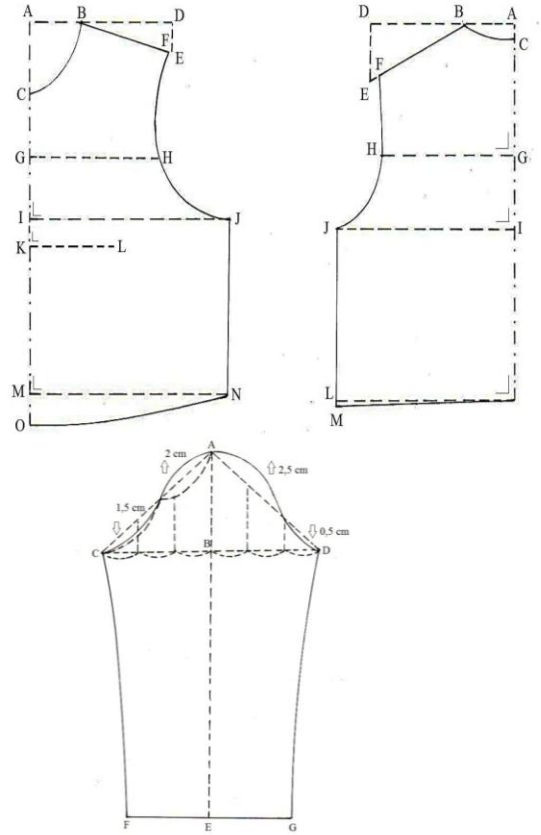 A B D
F
E
C
G H
I J
K L
M N
O
D B A
C
F
E
H G
J I
L
M
A
2 cm
2,5 cm
1,5 cm
0,5 cm
C B D
F E G